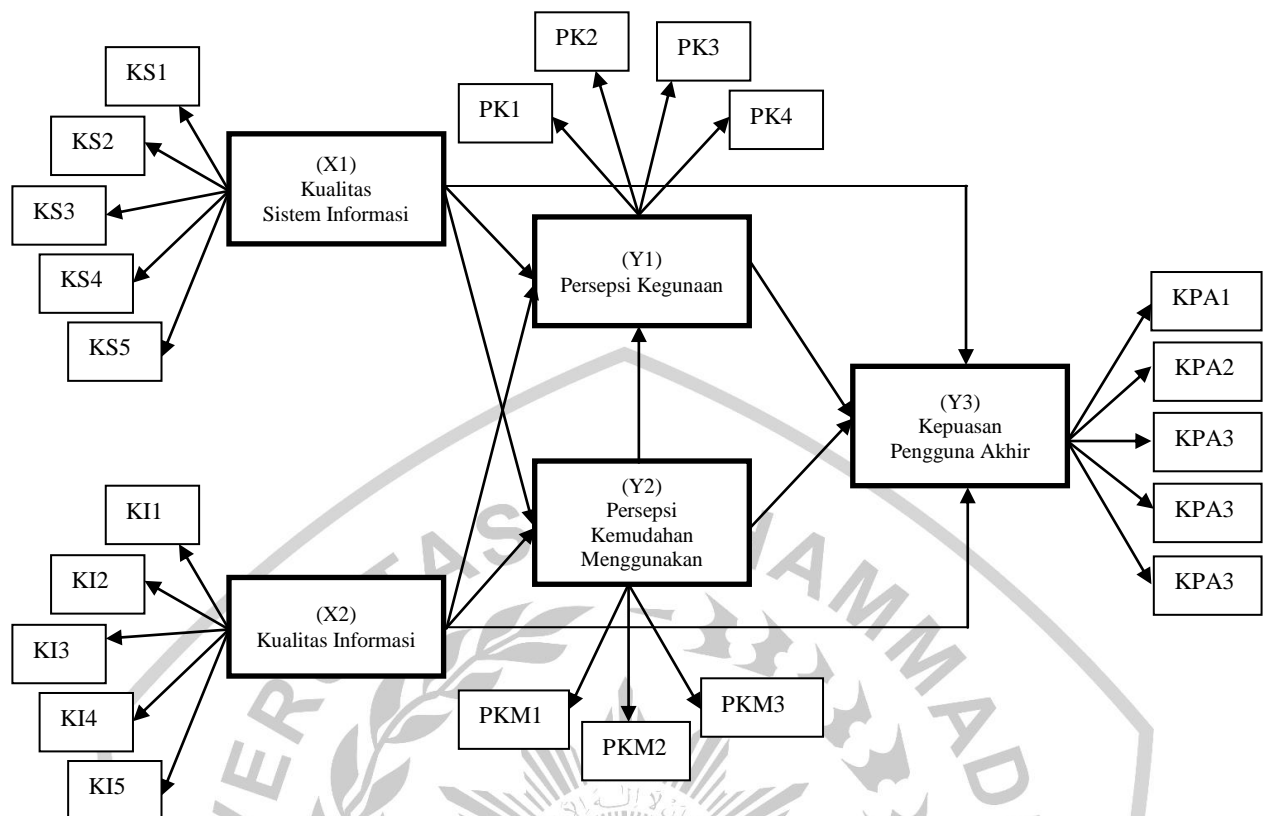 KS1
KS2
KS3
KS4
KS5
(X1)
Kualitas
Sistem Informasi
PK1
PK2
PK3
PK4
(Y1)
Persepsi Kegunaan
(Y2)
Persepsi
Kemudahan
Menggunakan
(Y3)
Kepuasan
Pengguna Akhir
KPA1
KPA2
KPA3
KPA3
KPA3
KI1
KI2
KI3
KI4
KI5
(X2)
Kualitas Informasi
PKM1
PKM2
PKM3